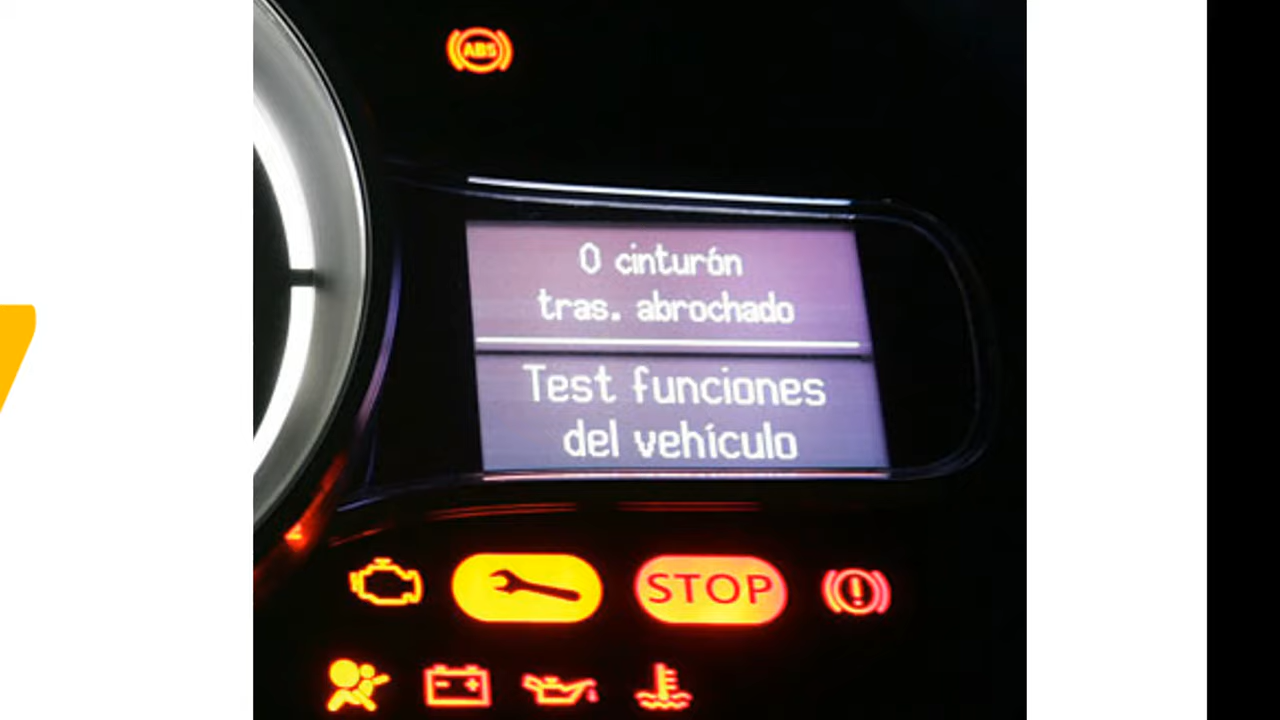 ABS
0 cinturón
tras. abrochado
Test funciones
del vehículo
STOP